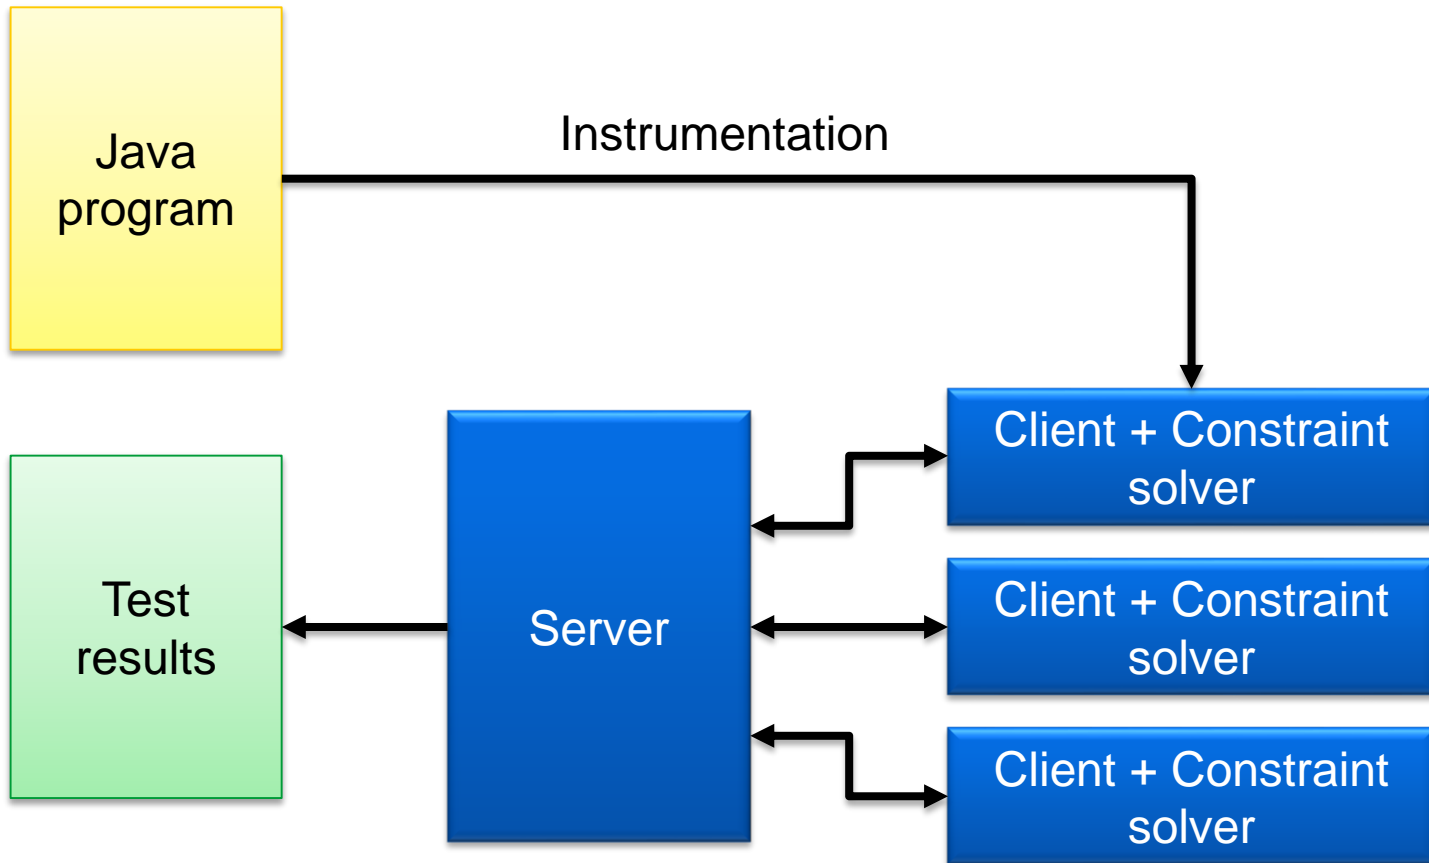 Java
program
Instrumentation
Client + Constraint
solver
Test
results
Server
Client + Constraint
solver
Client + Constraint
solver